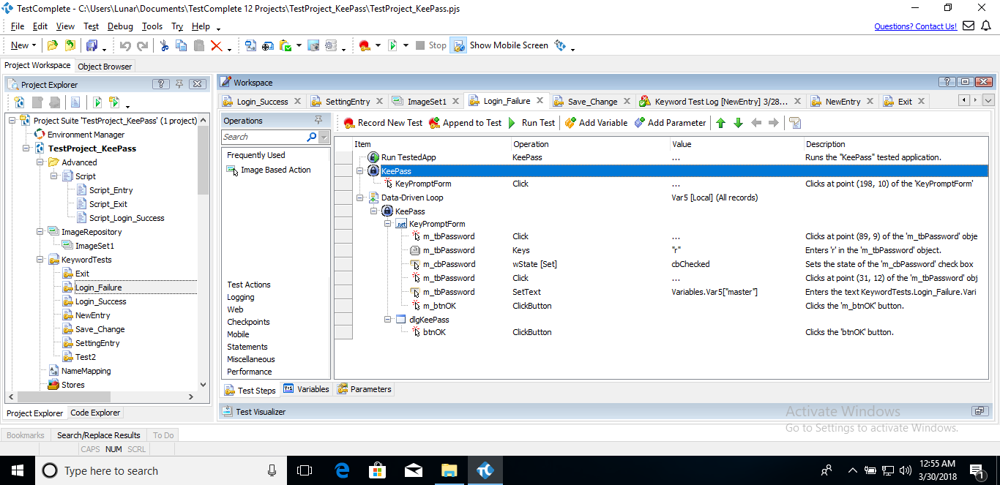 TestComplete - C:\Users\Lunar\Documents\TestComplete 12 Projects\TestProject_KeePass\TestProject_KeePass.pjs
File Edit View Test Debug Tools Try Help
Questions? Contact Us!
New Stop Show Mobile Screen
Project Workspace Object Browser
Project Explorer ?
Workspace ?
Login_Success SettingEntry ImageSet1 Login_Failure Save_Change Keyword Test Log [NewEntry] 3/28... NewEntry Exit
Project Suite 'TestProject_KeePass' (1 project)
Environment Manager
TestProject_KeePass
Advanced
Script
Script_Entry
Script_Exit
Script_Login_Success
ImageRepository
ImageSet1
KeywordTests
Exit
Login_Failure
Login_Success
NewEntry
Save_Change
SettingEntry
Test2
NameMapping
Stores
Project Explorer Code Explorer
Operations
Search
Frequently Used
Image Based Action
Test Actions
Logging
Web
Checkpoints
Mobile
Statements
Miscellaneous
Performance
Record New Test Append to Test Run Test Add Variable Add Parameter
Item Operation Value Description
Run TestedApp KeePass ... Runs the "KeePass" tested application.
KeePass
KeyPromptForm Click ... Clicks at point (198, 10) of the 'KeyPromptForm'
Data-Driven Loop Var5 [Local] (All records)
KeePass
.net KeyPromptForm
m_tbPassword Click ... Clicks at point (89, 9) of the 'm_tbPassword' obje
m_tbPassword Keys "r" Enters 'r' in the 'm_tbPassword' object.
m_cbPassword wState [Set] cbChecked Sets the state of the 'm_cbPassword' check box
m_tbPassword Click ... Clicks at point (31, 12) of the 'm_tbPassword' obj
m_tbPassword SetText Variables.Var5["master"] Enters the text KeywordTests.Login_Failure.Vari
m_btnOK ClickButton Clicks the 'm_btnOK' button.
dlgKeePass
btnOK ClickButton Clicks the 'btnOK' button.
Test Steps Variables Parameters
Test Visualizer
Activate Windows
Go to Settings to activate Windows.
Bookmarks Search/Replace Results To Do
CAPS NUM SCRL
Type here to search
12:55 AM
3/30/2018
1